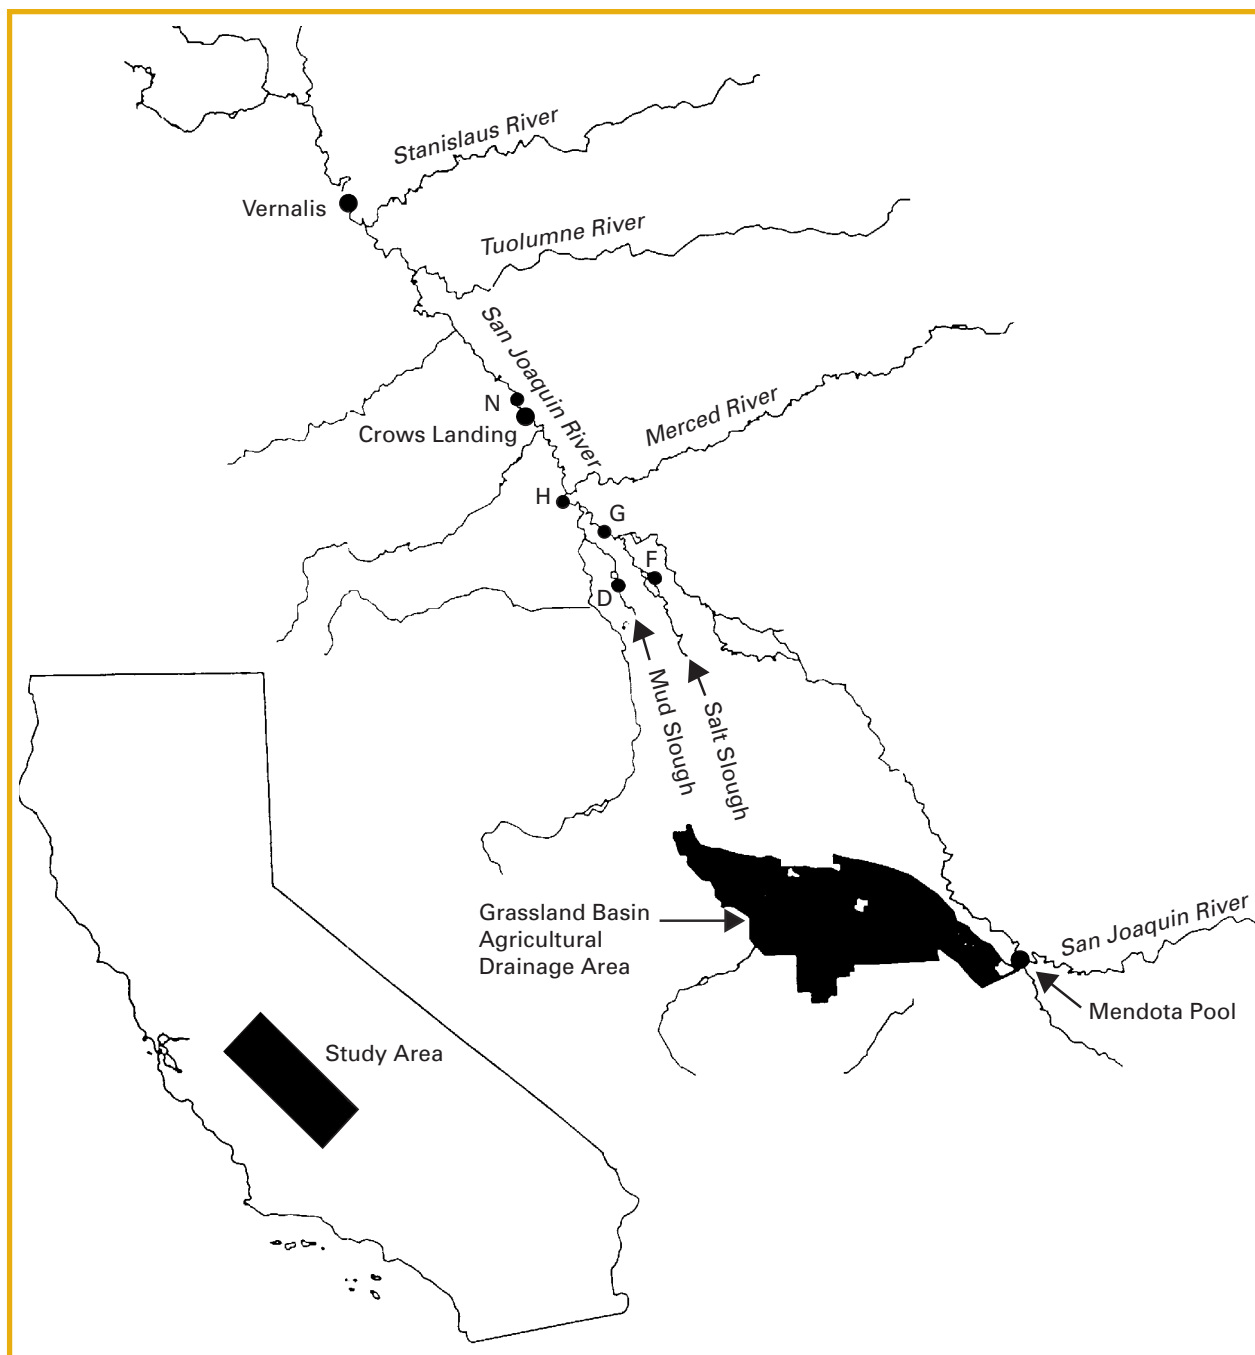 Stanislaus River
Vernalis
Tuolumne River
San Joaquin River
N
Crows Landing
Merced River
H
G
F
D
Mud Slough
Salt Slough
Grassland Basin
Agricultural
Drainage Area
San Joaquin River
Mendota Pool
Study Area